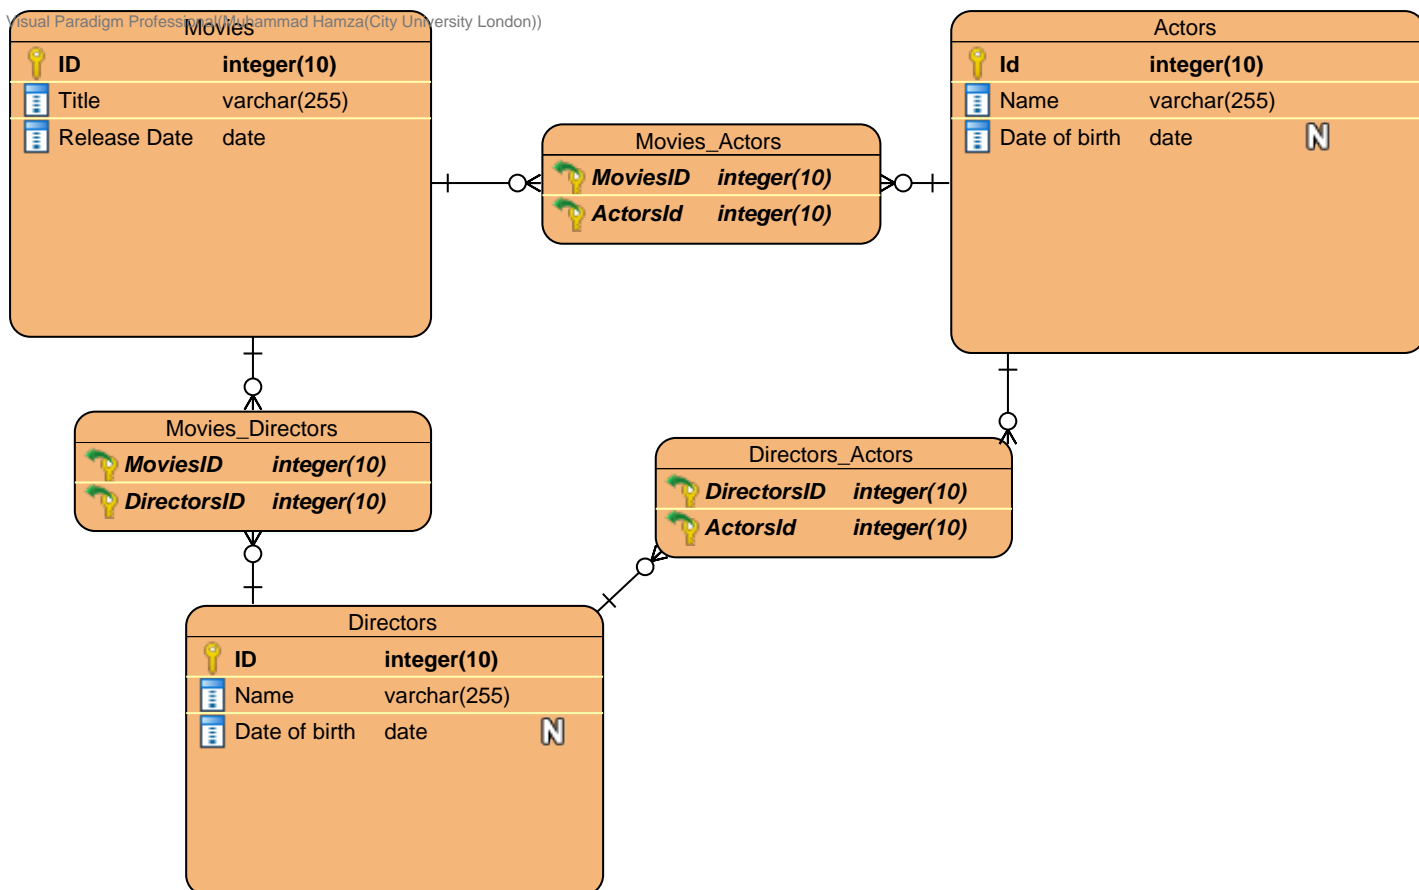 Visual Paradigm Professional(Muhammad Hamza(City University London))
Movies
ID integer(10)
Title varchar(255)
Release Date date
Actors
Id integer(10)
Name varchar(255)
Date of birth date N
Movies_Actors
MoviesID integer(10)
ActorsId integer(10)
Movies_Directors
MoviesID integer(10)
DirectorsID integer(10)
Directors_Actors
DirectorsID integer(10)
ActorsId integer(10)
Directors
ID integer(10)
Name varchar(255)
Date of birth date N